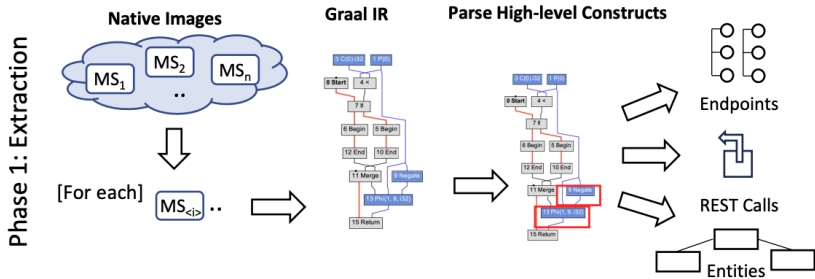 Phase 1: Extraction
Native Images
MS1
MS2
MSn
..
[For each]
MS<i>
..
Graal IR
3 C(0) i32
1 P(0)
0 Start
4 <
7 If
6 Begin
5 Begin
12 End
10 End
11 Merge
9 Negate
13 Phi(1, 9, i32)
15 Return
Parse High-level Constructs
3 C(0) i32
1 P(0)
0 Start
4 <
7 If
6 Begin
5 Begin
12 End
10 End
11 Merge
9 Negate
13 Phi(1, 9, i32)
15 Return
Endpoints
REST Calls
Entities